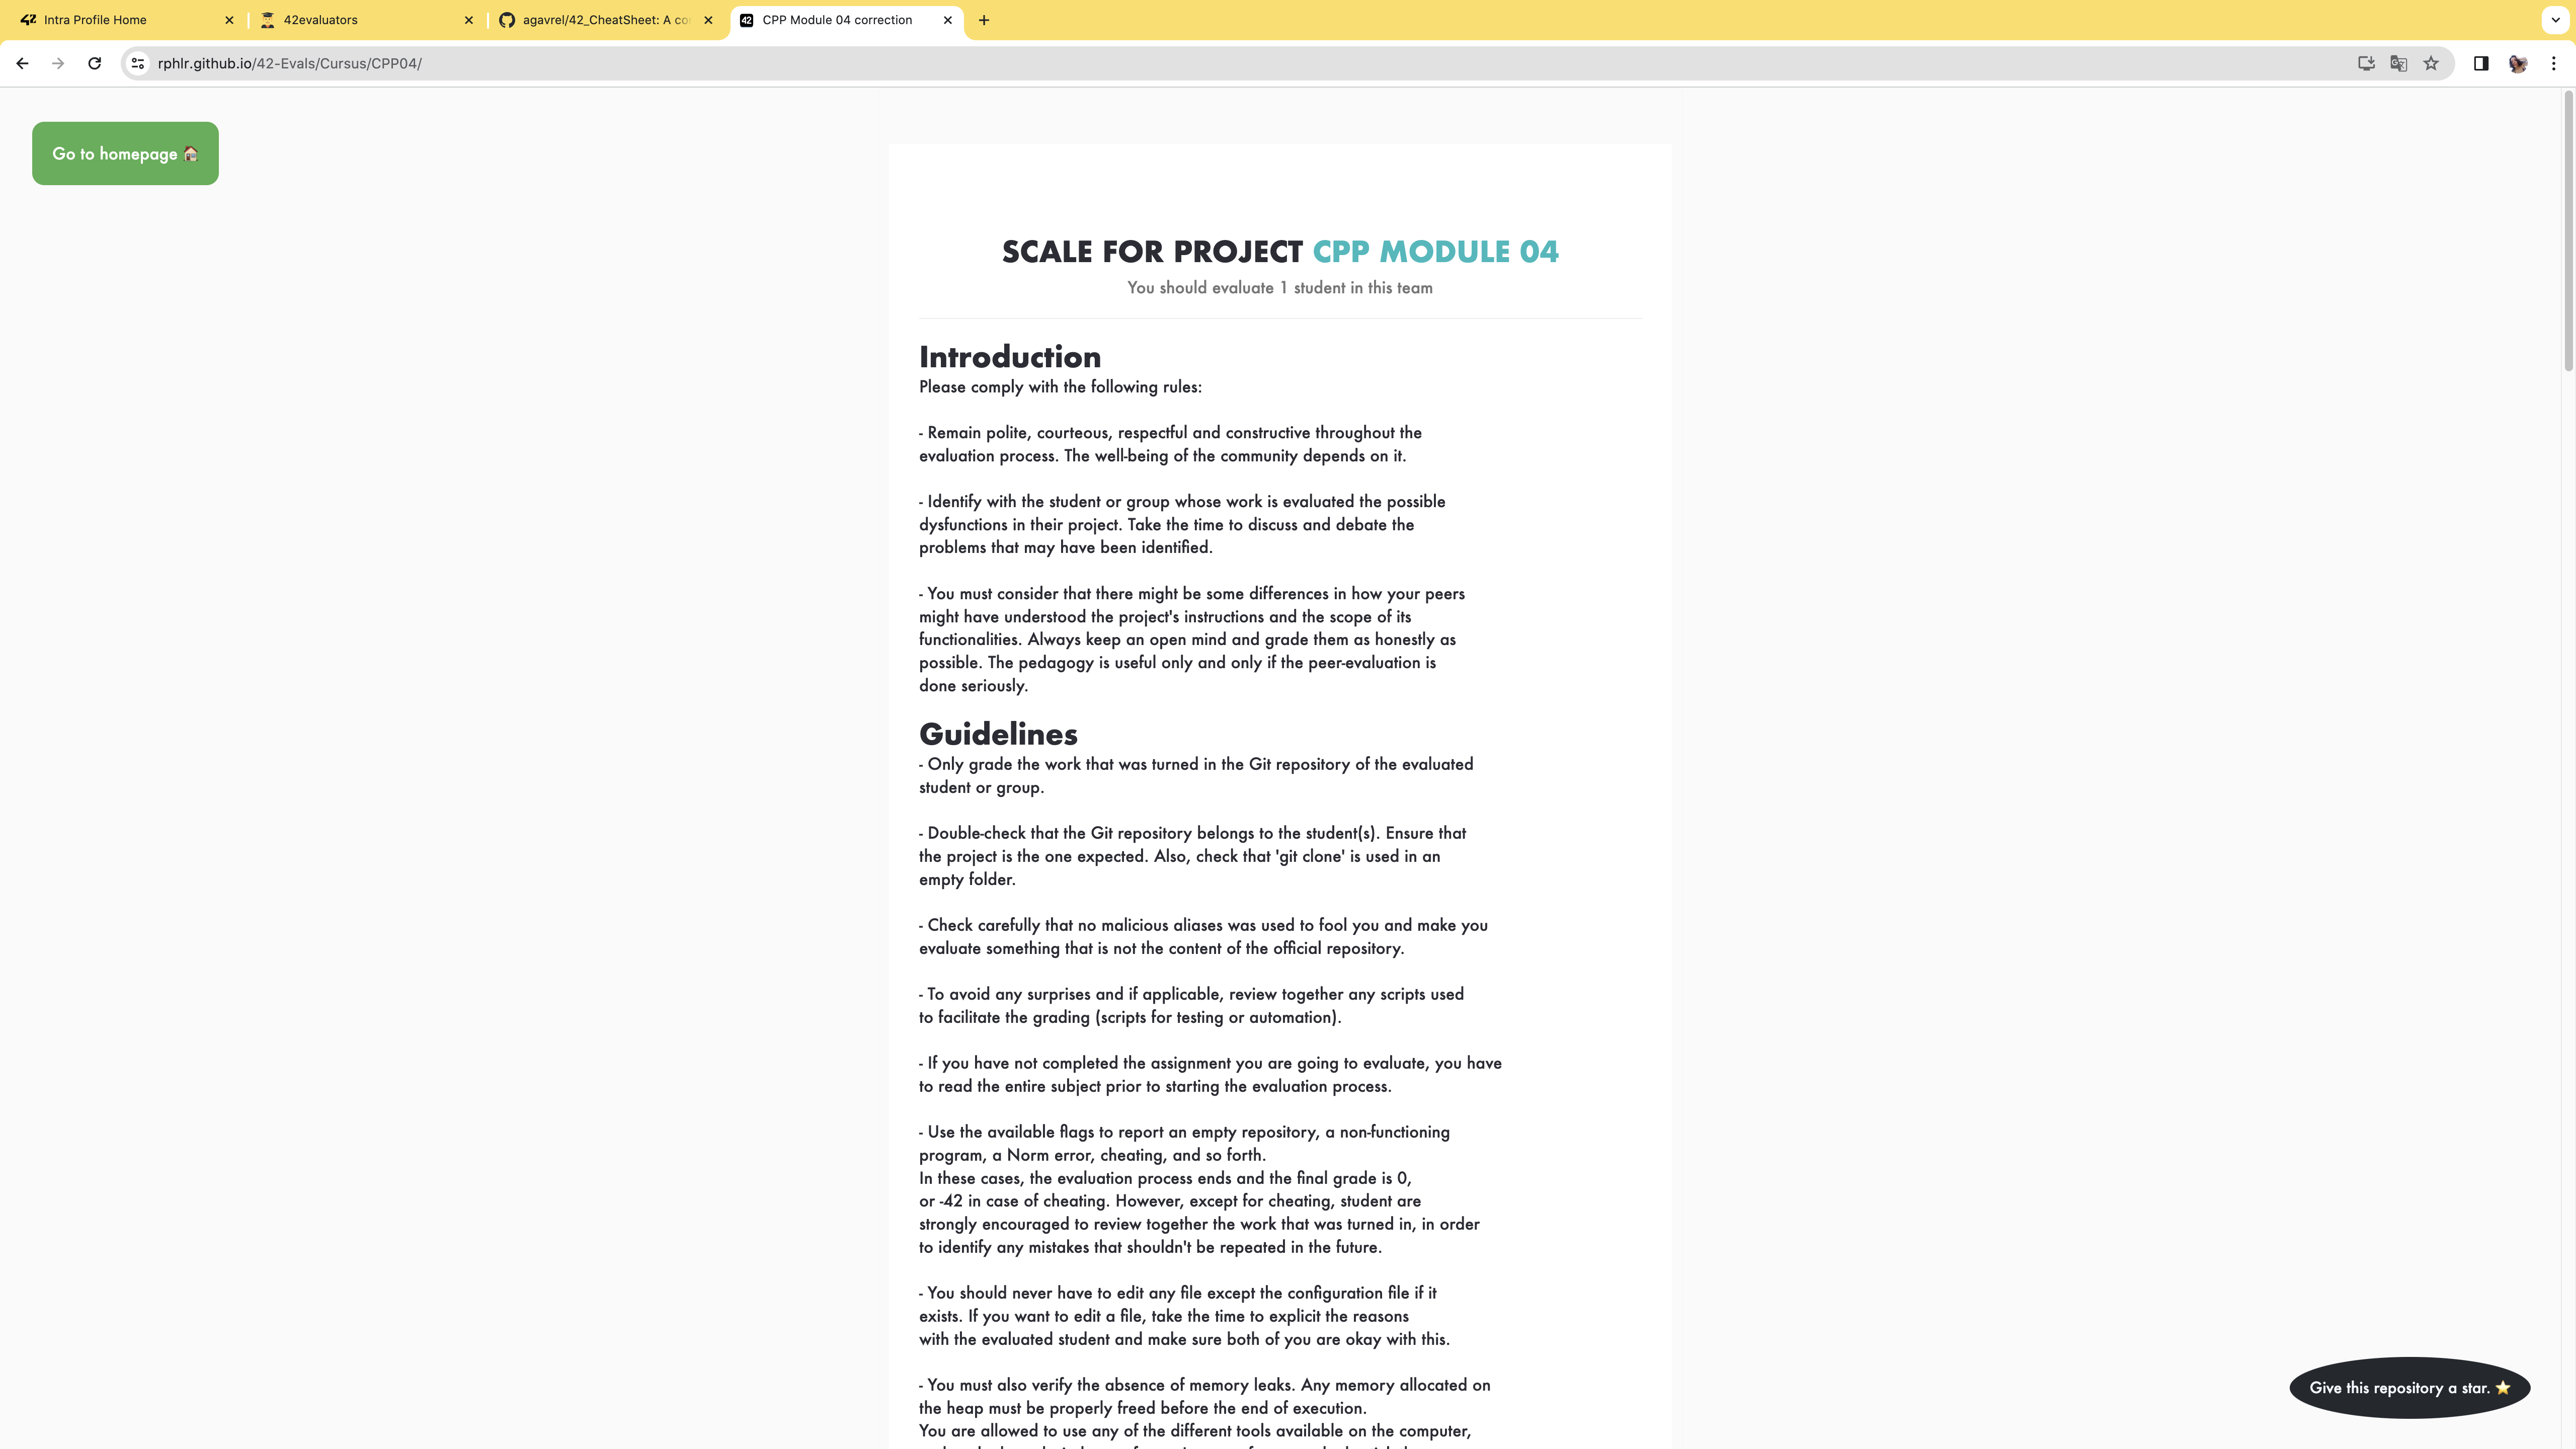 Intra Profile Home
42evaluators
agavrel/42_CheatSheet: A co
CPP Module 04 correction
rphlr.github.io/42-Evals/Cursus/CPP04/
Go to homepage
SCALE FOR PROJECT CPP MODULE 04
You should evaluate 1 student in this team
Introduction
Please comply with the following rules:
- Remain polite, courteous, respectful and constructive throughout the
evaluation process. The well-being of the community depends on it.
- Identify with the student or group whose work is evaluated the possible
dysfunctions in their project. Take the time to discuss and debate the
problems that may have been identified.
- You must consider that there might be some differences in how your peers
might have understood the project's instructions and the scope of its
functionalities. Always keep an open mind and grade them as honestly as
possible. The pedagogy is useful only and only if the peer-evaluation is
done seriously.
Guidelines
- Only grade the work that was turned in the Git repository of the evaluated
student or group.
- Double-check that the Git repository belongs to the student(s). Ensure that
the project is the one expected. Also, check that 'git clone' is used in an
empty folder.
- Check carefully that no malicious aliases was used to fool you and make you
evaluate something that is not the content of the official repository.
- To avoid any surprises and if applicable, review together any scripts used
to facilitate the grading (scripts for testing or automation).
- If you have not completed the assignment you are going to evaluate, you have
to read the entire subject prior to starting the evaluation process.
- Use the available flags to report an empty repository, a non-functioning
program, a Norm error, cheating, and so forth.
In these cases, the evaluation process ends and the final grade is 0,
or -42 in case of cheating. However, except for cheating, student are
strongly encouraged to review together the work that was turned in, in order
to identify any mistakes that shouldn't be repeated in the future.
- You should never have to edit any file except the configuration file if it
exists. If you want to edit a file, take the time to explicit the reasons
with the evaluated student and make sure both of you are okay with this.
- You must also verify the absence of memory leaks. Any memory allocated on
the heap must be properly freed before the end of execution.
You are allowed to use any of the different tools available on the computer,
Give this repository a star.